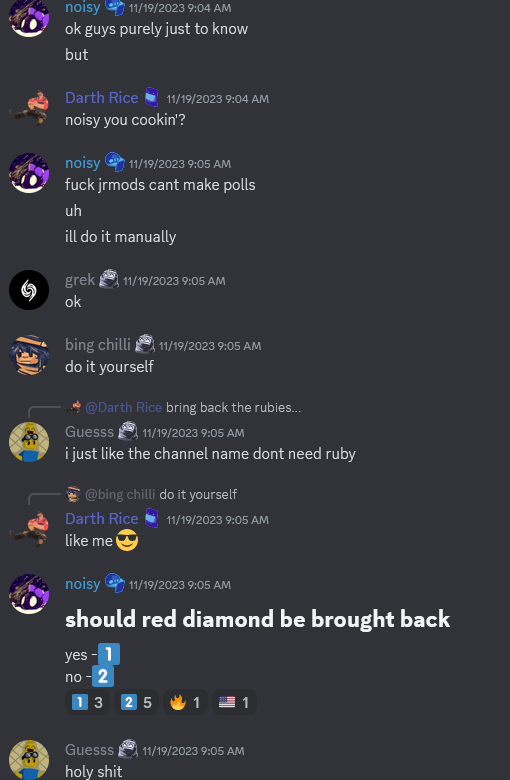 noisy 11/19/2023 9:04 AM
ok guys purely just to know
but
Darth Rice 11/19/2023 9:04 AM
noisy you cookin'?
noisy 11/19/2023 9:05 AM
fuck jrmods cant make polls
uh
ill do it manually
grek 11/19/2023 9:05 AM
ok
bing chilli 11/19/2023 9:05 AM
do it yourself
@Darth Rice bring back the rubies...
Guesss 11/19/2023 9:05 AM
i just like the channel name dont need ruby
@bing chilli do it yourself
Darth Rice 11/19/2023 9:05 AM
like me 😎
noisy 11/19/2023 9:05 AM
should red diamond be brought back
yes - 1
no - 2
1 3 2 5 🔥 1 🇺🇸 1
Guesss 11/19/2023 9:05 AM
holy shit